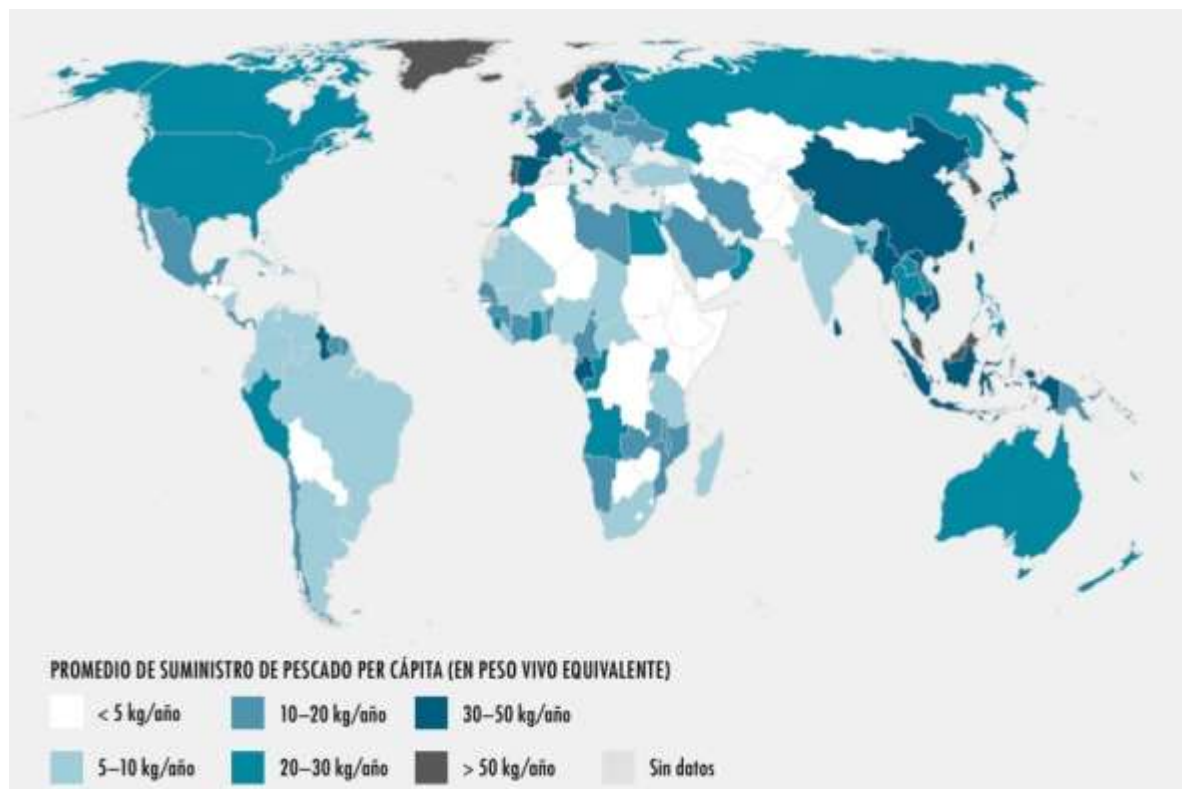 PROMEDIO DE SUMINISTRO DE PESCADO PER CÁPITA (EN PESO VIVO EQUIVALENTE)
< 5 kg/año
10–20 kg/año
30–50 kg/año
5–10 kg/año
20–30 kg/año
> 50 kg/año
Sin datos